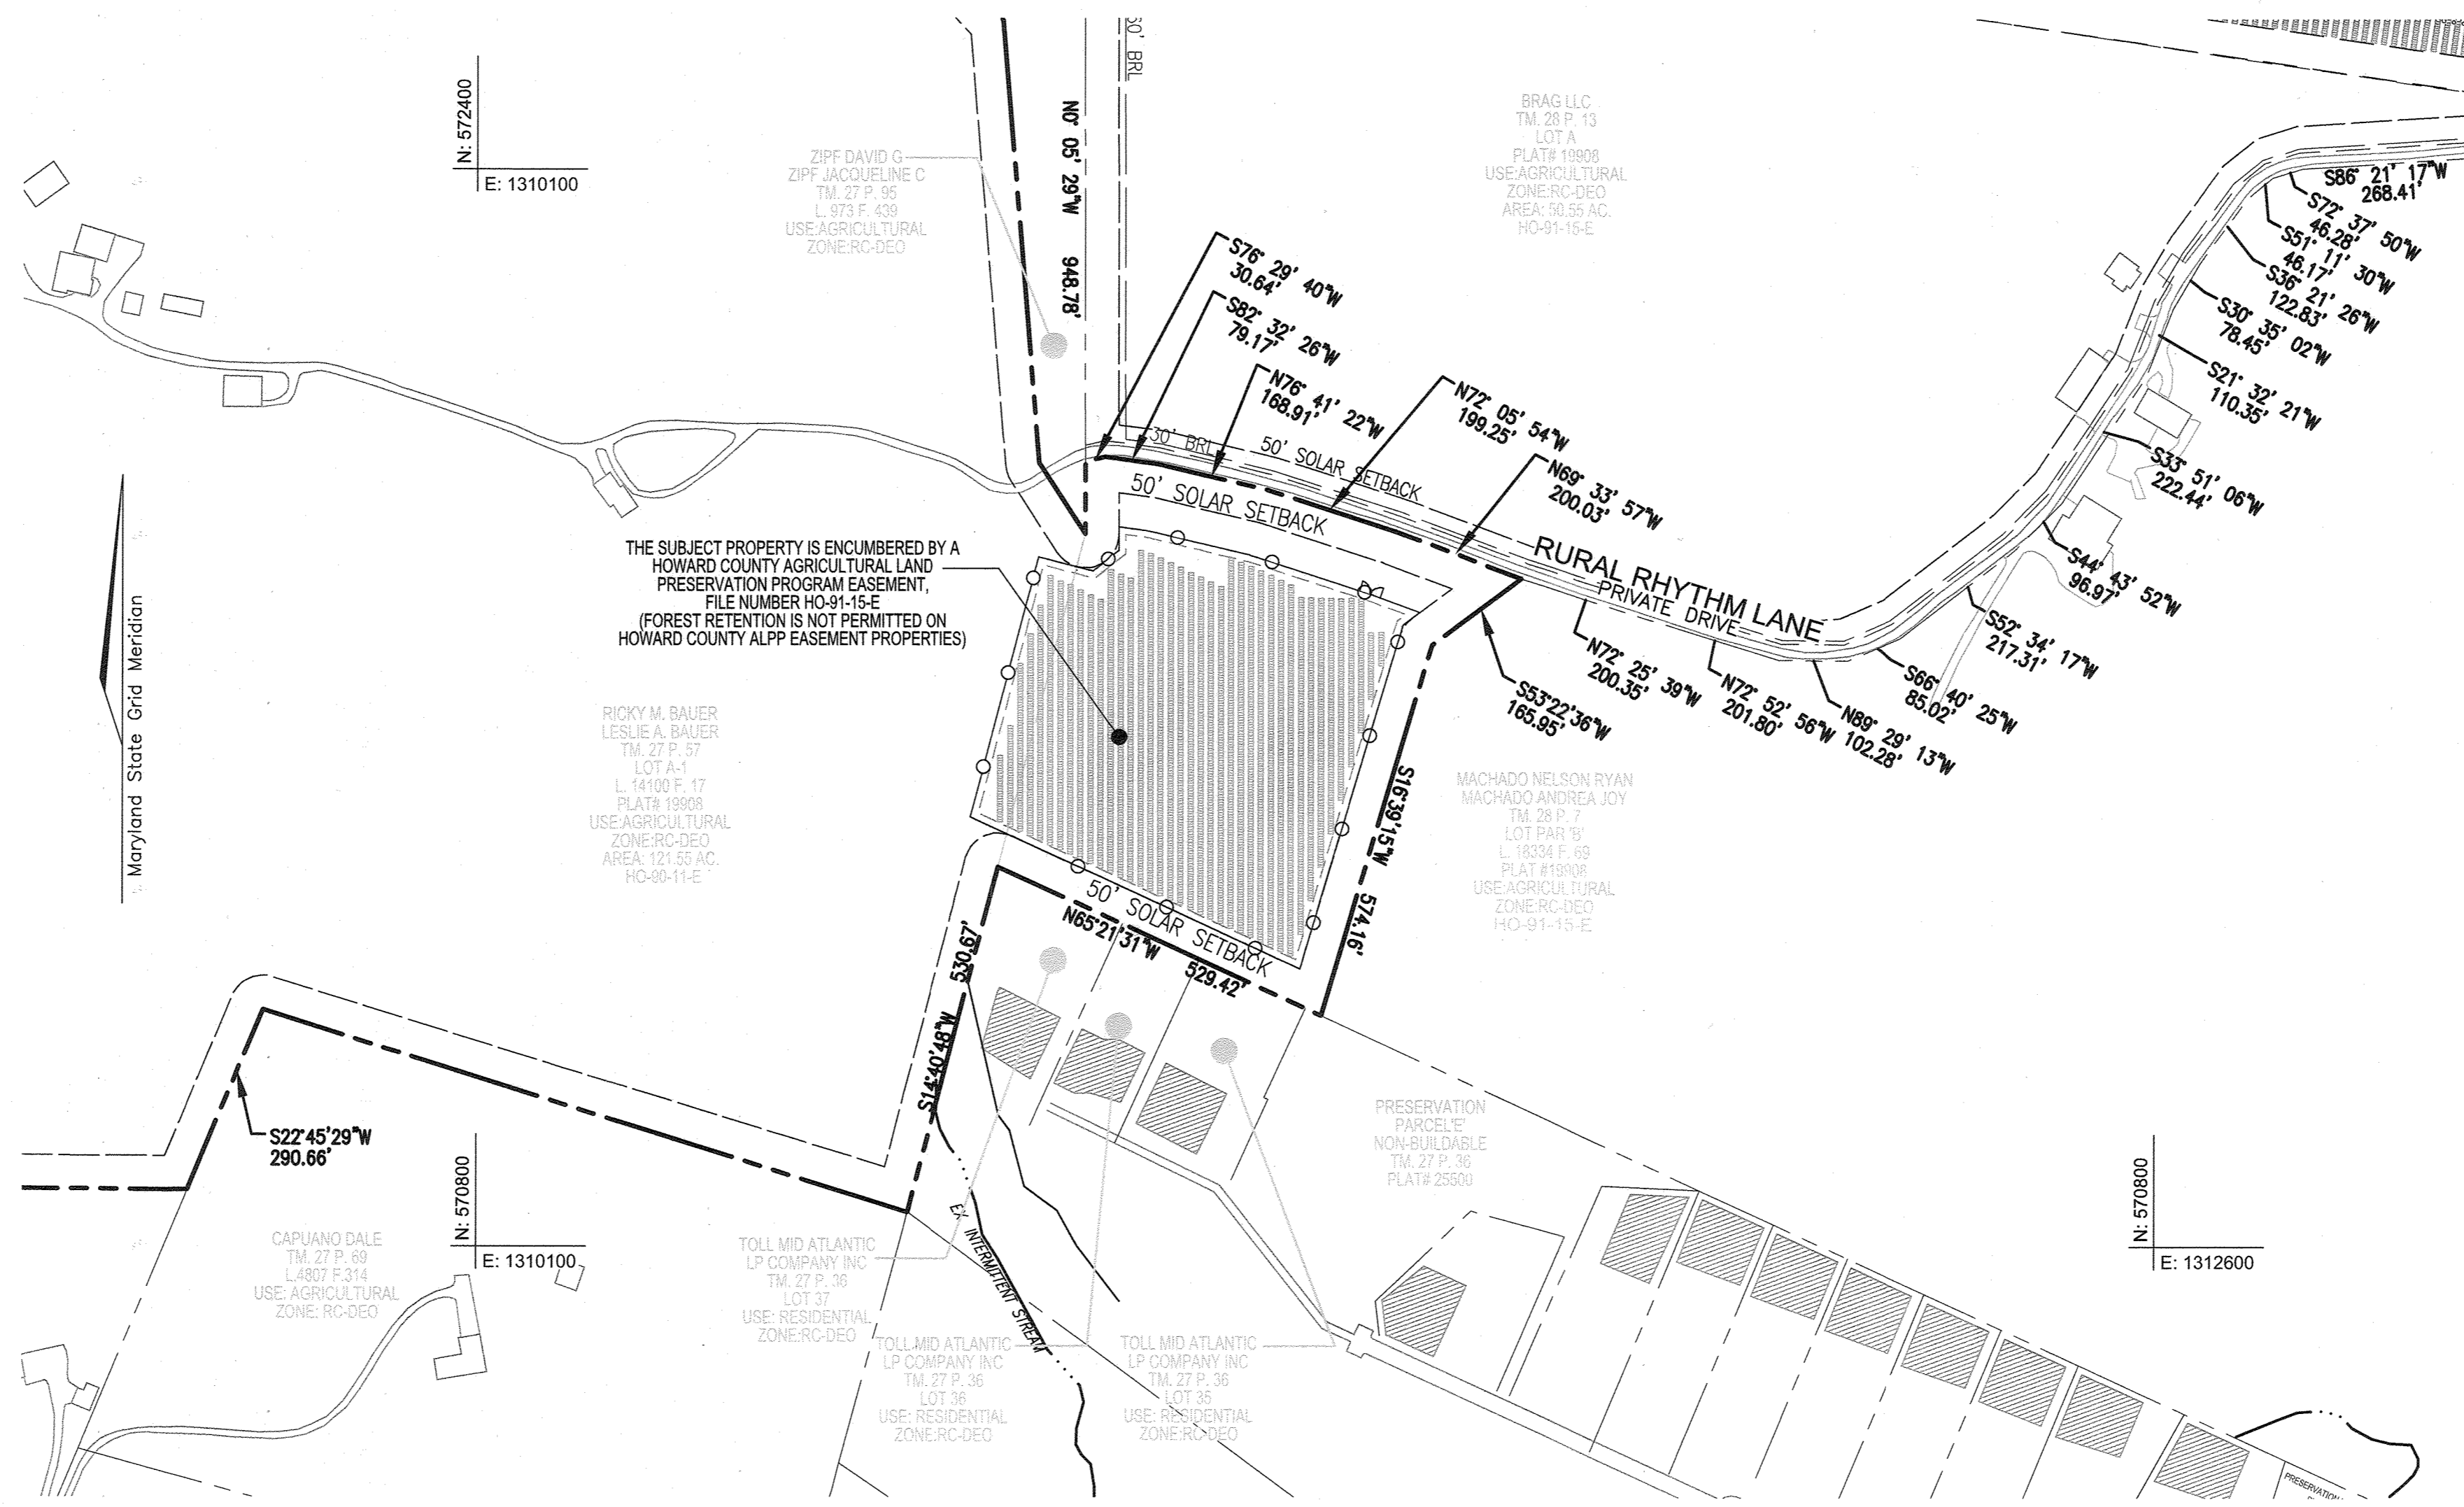 50' BRL
N: 572400
E: 1310100
N0° 05' 29"W 948.78'
ZIPF DAVID G
ZIPF JACQUELINE C
TM. 27 P. 95
L. 973 F. 439
USE:AGRICULTURAL
ZONE:RC-DEO
BRAG LLC
TM. 28 P. 13
LOT A
PLAT# 19908
USE:AGRICULTURAL
ZONE:RC-DEO
AREA: 50.55 AC.
HO-91-15-E
S86° 21' 17"W
268.41'
S72° 37' 50"W
46.28'
S51° 11' 30"W
46.17'
S36° 21' 26"W
122.83'
S30° 35' 02"W
78.45'
S21° 32' 21"W
110.35'
S33° 51' 06"W
222.44'
S44° 43' 52"W
96.97'
S52° 34' 17"W
217.31'
S66° 40' 25"W
85.02'
N89° 29' 13"W
102.28'
N72° 52' 56"W
201.80'
N72° 25' 39"W
200.35'
S53°22'36"W
165.95'
S76° 29' 40"W
30.64'
S82° 32' 26"W
79.17'
N76° 41' 22"W
168.91'
N72° 05' 54"W
199.25'
N69° 33' 57"W
200.03'
30' BRL
50' SOLAR SETBACK
50' SOLAR SETBACK
RURAL RHYTHM LANE
PRIVATE DRIVE
THE SUBJECT PROPERTY IS ENCUMBERED BY A
HOWARD COUNTY AGRICULTURAL LAND
PRESERVATION PROGRAM EASEMENT,
FILE NUMBER HO-91-15-E
(FOREST RETENTION IS NOT PERMITTED ON
HOWARD COUNTY ALPP EASEMENT PROPERTIES)
Maryland State Grid Meridian
RICKY M. BAUER
LESLIE A. BAUER
TM. 27 P. 57
LOT A-1
L. 14100 F. 17
PLAT# 19908
USE:AGRICULTURAL
ZONE:RC-DEO
AREA: 121.55 AC.
HO-90-11-E
MACHADO NELSON RYAN
MACHADO ANDREA JOY
TM. 28 P. 7
LOT PAR 'B'
L. 18334 F. 69
PLAT #19908
USE:AGRICULTURAL
ZONE:RC-DEO
HO-91-15-E
S16°39'15"W 574.16'
50' SOLAR SETBACK
N65°21'31"W 529.42'
S14°40'48"W 530.67'
S22°45'29"W
290.66'
N: 570800
E: 1310100
CAPUANO DALE
TM. 27 P. 69
L.4807 F.314
USE: AGRICULTURAL
ZONE: RC-DEO
EX INTERMITTENT STREAM
TOLL MID ATLANTIC
LP COMPANY INC
TM. 27 P. 36
LOT 37
USE: RESIDENTIAL
ZONE:RC-DEO
TOLL MID ATLANTIC
LP COMPANY INC
TM. 27 P. 36
LOT 36
USE: RESIDENTIAL
ZONE:RC-DEO
TOLL MID ATLANTIC
LP COMPANY INC
TM. 27 P. 36
LOT 35
USE: RESIDENTIAL
ZONE:RC-DEO
PRESERVATION
PARCEL'E'
NON-BUILDABLE
TM. 27 P. 36
PLAT# 25500
N: 570800
E: 1312600
PRESERVATION